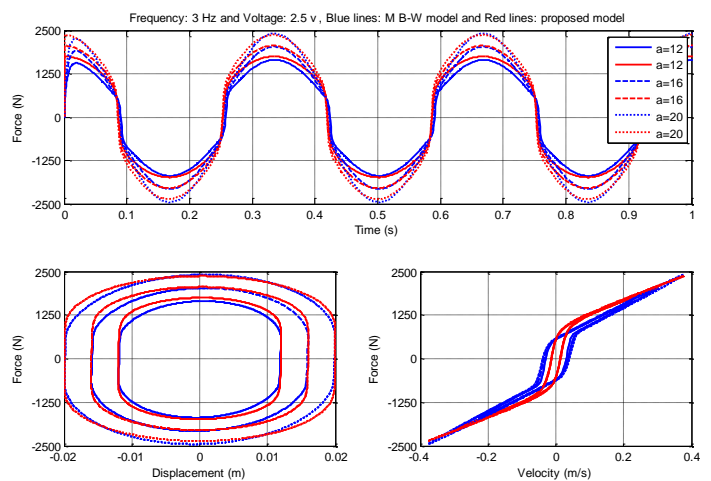 Frequency: 3 Hz and Voltage: 2.5 v , Blue lines: M B-W model and Red lines: proposed model
2500
1250
0
1250
-2500
Force (N)
0
0.1
0.2
0.3
0.4
0.5
0.6
0.7
0.8
0.9
1
Time (s)
a=12
a=12
a=16
a=16
a=20
a=20
2500
1250
0
1250
2500
Force (N)
-0.02
-0.01
0
0.01
0.02
Displacement (m)
2500
1250
0
1250
2500
Force (N)
-0.4
-0.2
0
0.2
0.4
Velocity (m/s)